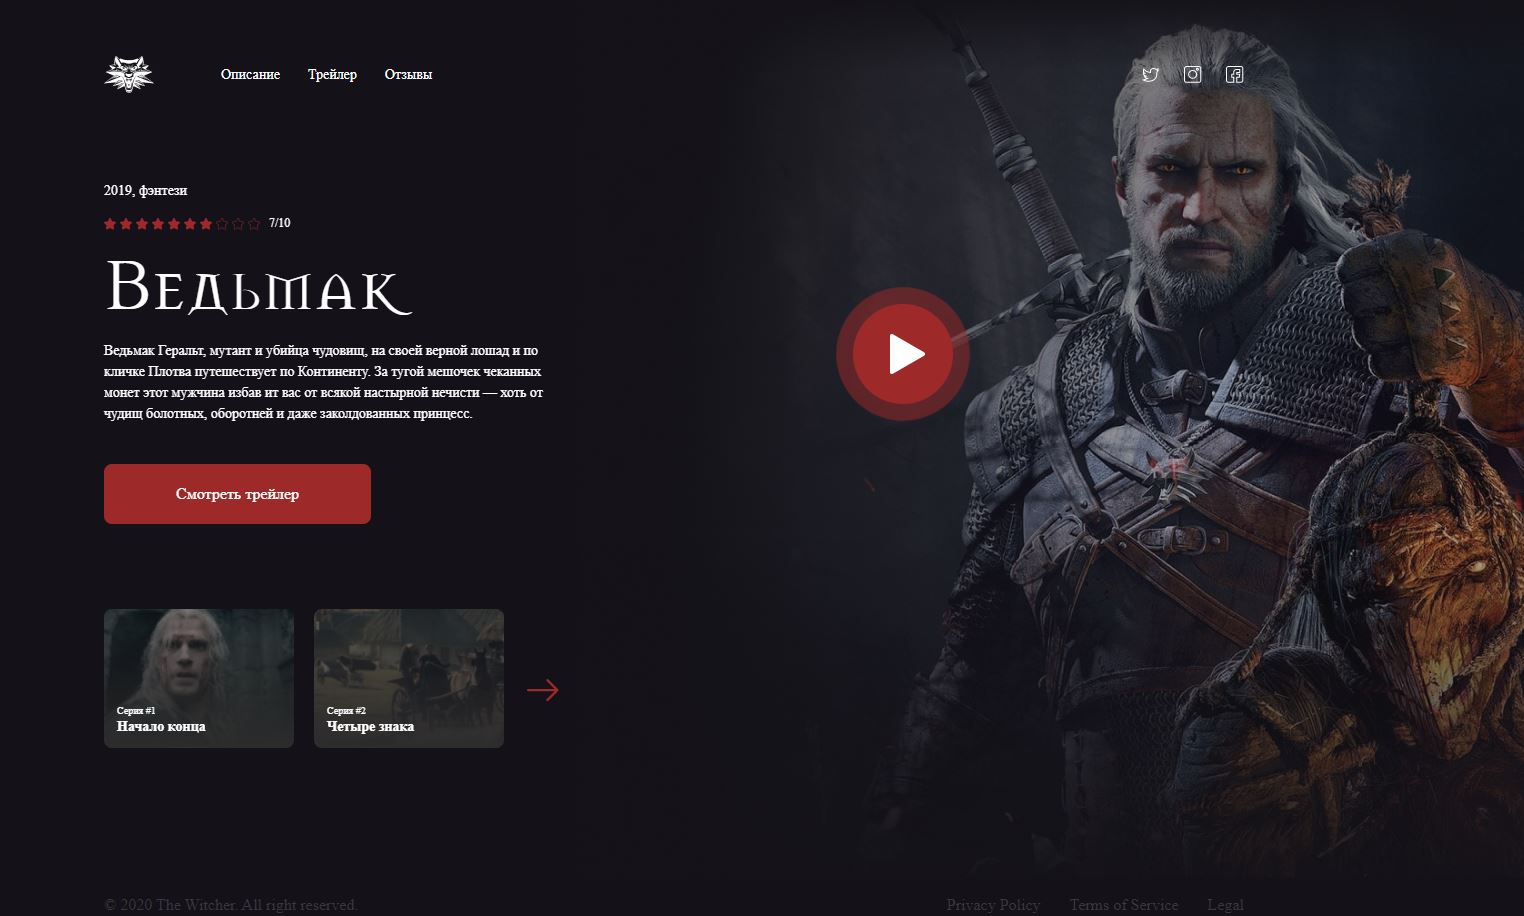 Описание Трейлер Отзывы
2019, фэнтези
7/10
Ведьмак
Ведьмак Геральт, мутант и убийца чудовищ, на своей верной лошад и по
кличке Плотва путешествует по Континенту. За тугой мешочек чеканных
монет этот мужчина избав ит вас от всякой настырной нечисти — хоть от
чудищ болотных, оборотней и даже заколдованных принцесс.
Смотреть трейлер
Серия #1
Начало конца
Серия #2
Четыре знака
© 2020 The Witcher. All right reserved.
Privacy Policy Terms of Service Legal